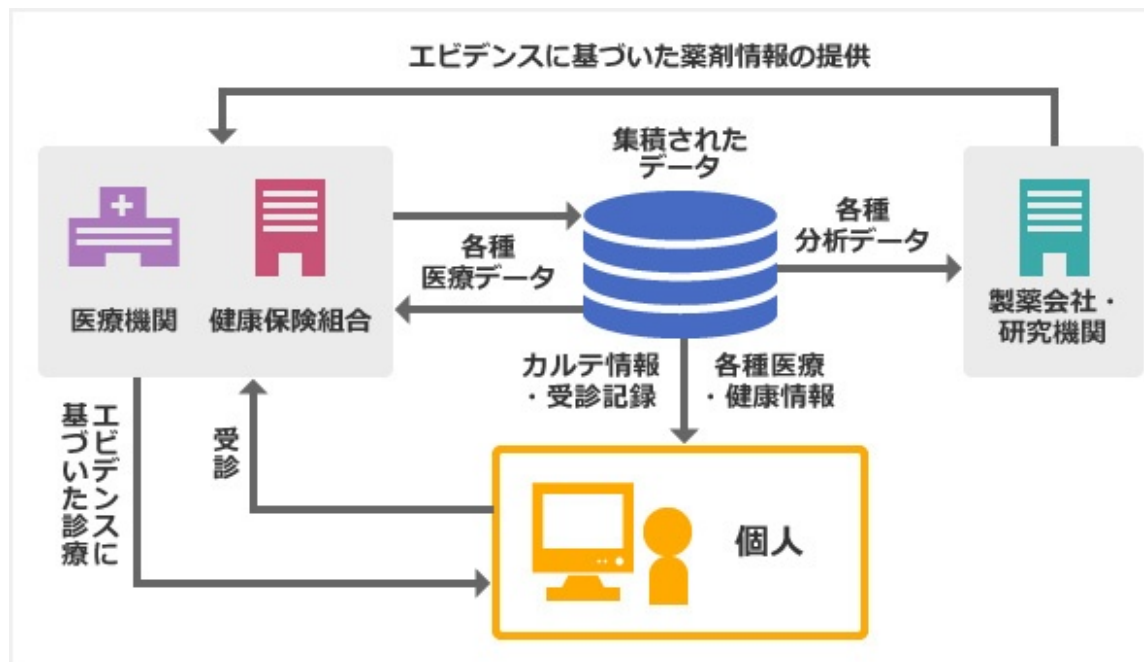 エビデンスに基づいた薬剤情報の提供
集積された
データ
各種
分析データ
各種
医療データ
医療機関
健康保険組合
製薬会社・
研究機関
カルテ情報
・受診記録
各種医療
・健康情報
エビデンスに
基づいた診療
受診
個人